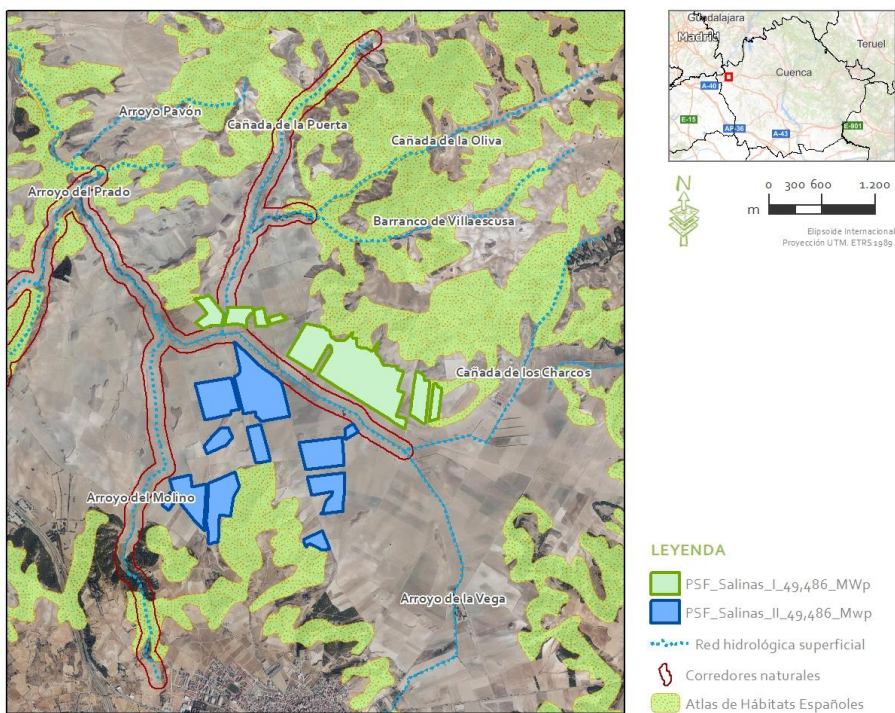 Arroyo Pavón
Cañada de la Puerta
Cañada de la Oliva
Arroyo del Prado
Barranco de Villaescusa
Cañada de los Charcos
Arroyo del Molino
Arroyo de la Vega
Guadalajara
Madrid
Teruel
Cuenca
A-40
E-15
AP-36
A-43
E-901
N
0 300 600 1.200
m
Elipsoide Internacional
Proyección UTM. ETRS 1989.
LEYENDA
PSF_Salinas_I_49,486_MWp
PSF_Salinas_II_49,486_Mwp
Red hidrológica superficial
Corredores naturales
Atlas de Hábitats Españoles